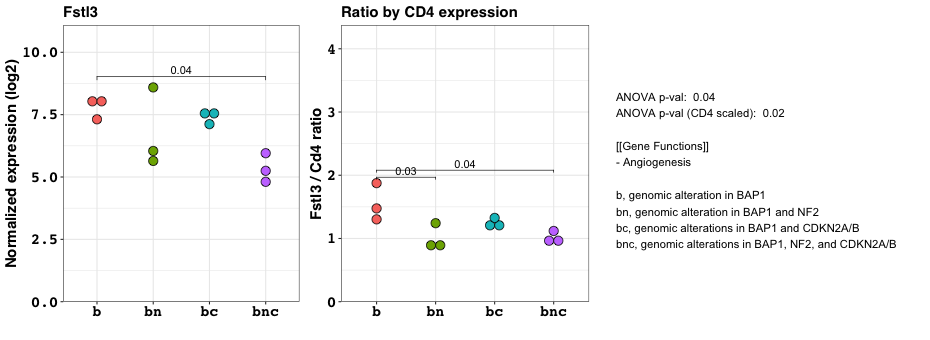 Fstl3
Normalized expression (log2)
10.0
7.5
5.0
2.5
0.0
0.04
b bn bc bnc
Ratio by CD4 expression
Fstl3 / Cd4 ratio
4
3
2
1
0
0.04
0.03
b bn bc bnc
ANOVA p-val: 0.04
ANOVA p-val (CD4 scaled): 0.02
[[Gene Functions]]
- Angiogenesis
b, genomic alteration in BAP1
bn, genomic alteration in BAP1 and NF2
bc, genomic alterations in BAP1 and CDKN2A/B
bnc, genomic alterations in BAP1, NF2, and CDKN2A/B